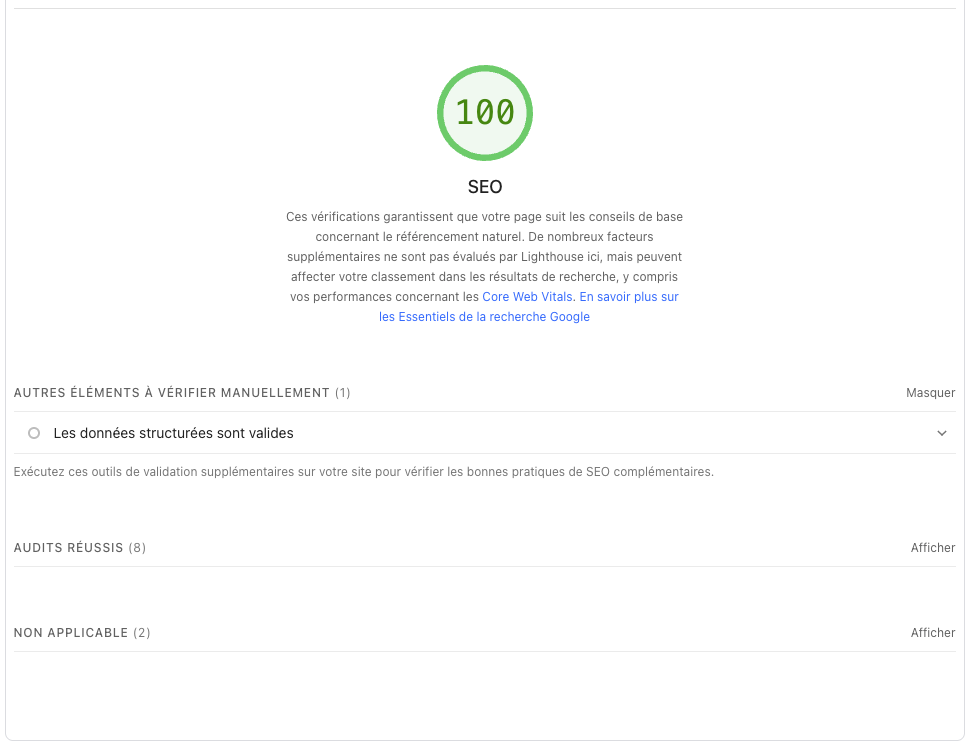 100
SEO
Ces vérifications garantissent que votre page suit les conseils de base
concernant le référencement naturel. De nombreux facteurs
supplémentaires ne sont pas évalués par Lighthouse ici, mais peuvent
affecter votre classement dans les résultats de recherche, y compris
vos performances concernant les Core Web Vitals. En savoir plus sur
les Essentiels de la recherche Google
AUTRES ÉLÉMENTS À VÉRIFIER MANUELLEMENT (1) Masquer
Les données structurées sont valides
Exécutez ces outils de validation supplémentaires sur votre site pour vérifier les bonnes pratiques de SEO complémentaires.
AUDITS RÉUSSIS (8) Afficher
NON APPLICABLE (2) Afficher